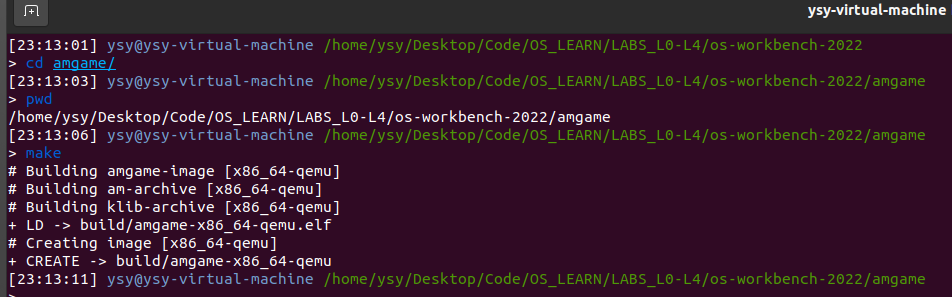 ysy-virtual-machine
[23:13:01] ysy@ysy-virtual-machine /home/ysy/Desktop/Code/OS_LEARN/LABS_L0-L4/os-workbench-2022
> cd amgame/
[23:13:03] ysy@ysy-virtual-machine /home/ysy/Desktop/Code/OS_LEARN/LABS_L0-L4/os-workbench-2022/amgame
> pwd
/home/ysy/Desktop/Code/OS_LEARN/LABS_L0-L4/os-workbench-2022/amgame
[23:13:06] ysy@ysy-virtual-machine /home/ysy/Desktop/Code/OS_LEARN/LABS_L0-L4/os-workbench-2022/amgame
> make
# Building amgame-image [x86_64-qemu]
# Building am-archive [x86_64-qemu]
# Building klib-archive [x86_64-qemu]
+ LD -> build/amgame-x86_64-qemu.elf
# Creating image [x86_64-qemu]
+ CREATE -> build/amgame-x86_64-qemu
[23:13:11] ysy@ysy-virtual-machine /home/ysy/Desktop/Code/OS_LEARN/LABS_L0-L4/os-workbench-2022/amgame
>